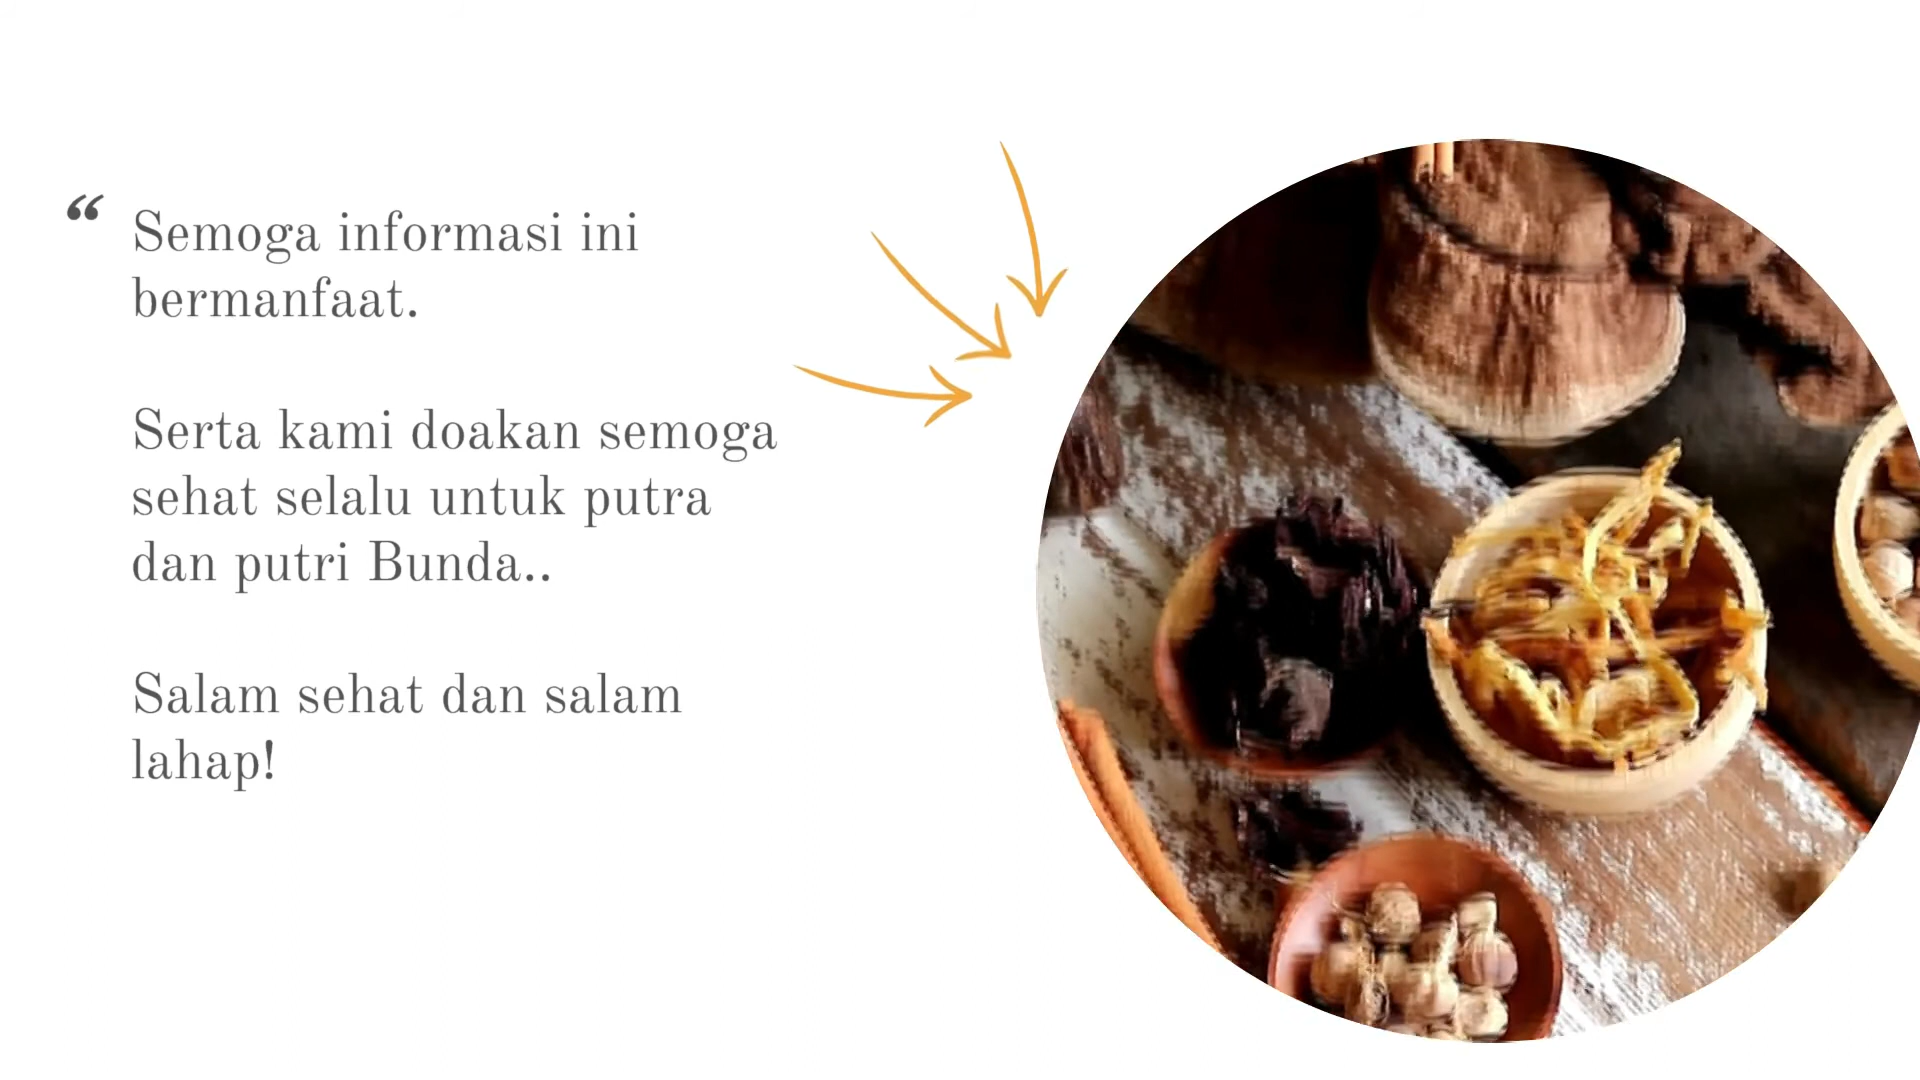 “ Semoga informasi ini
bermanfaat.
Serta kami doakan semoga
sehat selalu untuk putra
dan putri Bunda..
Salam sehat dan salam
lahap!